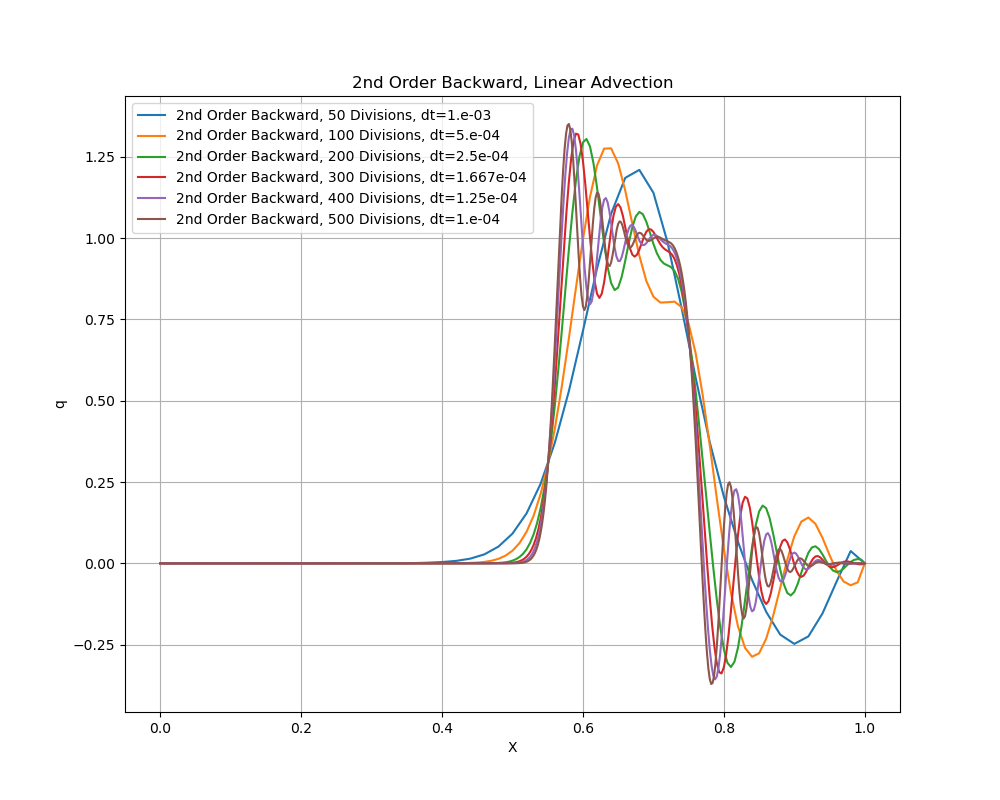 2nd Order Backward, Linear Advection
2nd Order Backward, 50 Divisions, dt=1.e-03
2nd Order Backward, 100 Divisions, dt=5.e-04
2nd Order Backward, 200 Divisions, dt=2.5e-04
2nd Order Backward, 300 Divisions, dt=1.667e-04
2nd Order Backward, 400 Divisions, dt=1.25e-04
2nd Order Backward, 500 Divisions, dt=1.e-04
1.25
1.00
0.75
0.50
0.25
0.00
−0.25
q
0.0 0.2 0.4 0.6 0.8 1.0
X